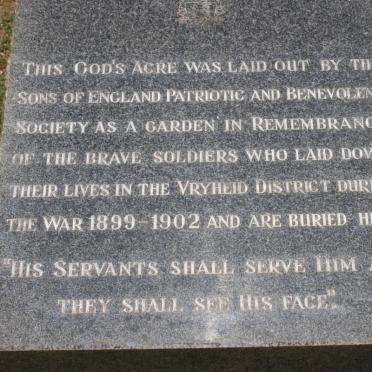 This God's Acre was laid out by th
Sons of England Patriotic and Benevolen
Society as a garden in Remembranc
of the brave soldiers who laid dow
their lives in the Vryheid District duri
the War 1899-1902 and are buried he
"His Servants shall serve Him a
they shall see His face".